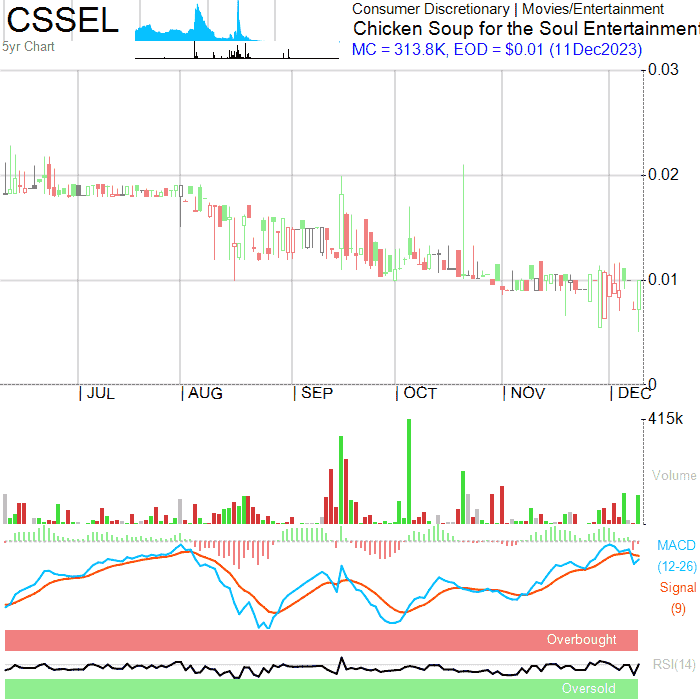 CSSEL
5yr Chart
Consumer Discretionary | Movies/Entertainment
Chicken Soup for the Soul Entertainment
MC = 313.8K, EOD = $0.01 (11Dec2023)
0.03
0.02
0.01
0
| JUL | AUG | SEP | OCT | NOV | DEC
415k
Volume
MACD
(12-26)
Signal
(9)
Overbought
RSI(14)
Oversold